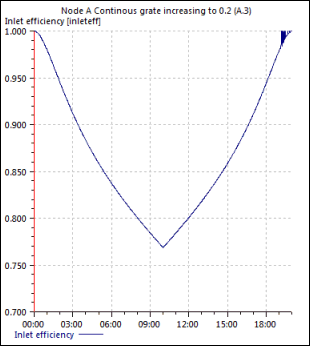 Node A Continous grate increasing to 0.2 (A.3)
Inlet efficiency [inleteff]
1.000
0.950
0.900
0.850
0.800
0.750
0.700
00:00 03:00 06:00 09:00 12:00 15:00 18:00
Inlet efficiency